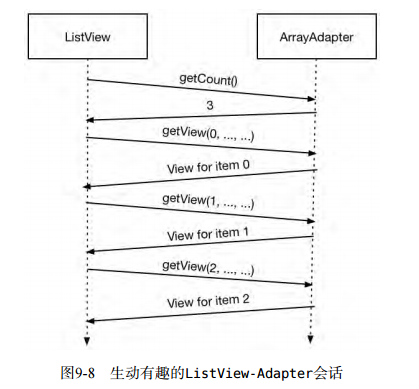 ListView ArrayAdapter
getCount()
3
getView(0, ..., ...)
View for item 0
getView(1, ..., ...)
View for item 1
getView(2, ..., ...)
View for item 2
图9-8 生动有趣的ListView-Adapter会话